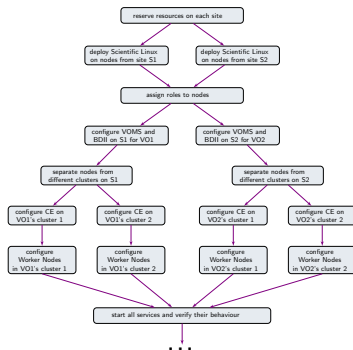 reserve resources on each site
deploy Scientific Linux
on nodes from site S1
deploy Scientific Linux
on nodes from site S2
assign roles to nodes
configure VOMS and
BDII on S1 for VO1
configure VOMS and
BDII on S2 for VO2
separate nodes from
different clusters on S1
separate nodes from
different clusters on S2
configure CE on
VO1's cluster 1
configure CE on
VO1's cluster 2
configure CE on
VO2's cluster 1
configure CE on
VO2's cluster 2
configure
Worker Nodes
in VO1's cluster 1
configure
Worker Nodes
in VO1's cluster 2
configure
Worker Nodes
in VO2's cluster 1
configure
Worker Nodes
in VO2's cluster 2
start all services and verify their behaviour
...